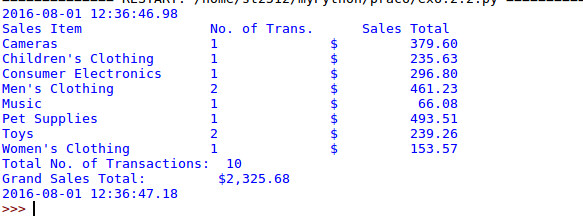 ============== RESTART: /home/st2312/myPython/prac6/ex6.2.2.py ==========
2016-08-01 12:36:46.98
Sales Item No. of Trans. Sales Total
Cameras 1 $ 379.60
Children's Clothing 1 $ 235.63
Consumer Electronics 1 $ 296.80
Men's Clothing 2 $ 461.23
Music 1 $ 66.08
Pet Supplies 1 $ 493.51
Toys 2 $ 239.26
Women's Clothing 1 $ 153.57
Total No. of Transactions: 10
Grand Sales Total: $2,325.68
2016-08-01 12:36:47.18
>>>